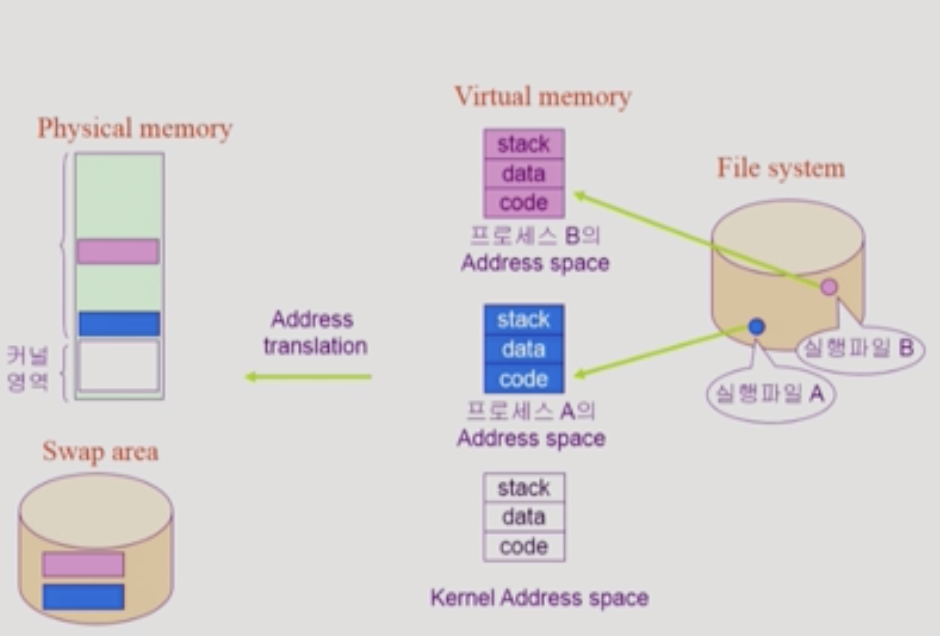 Virtual memory
Physical memory
File system
stack
data
code
프로세스 B의
Address space
Address
translation
stack
data
code
프로세스 A의
Address space
커널
영역
실행파일 B
실행파일 A
Swap area
stack
data
code
Kernel Address space